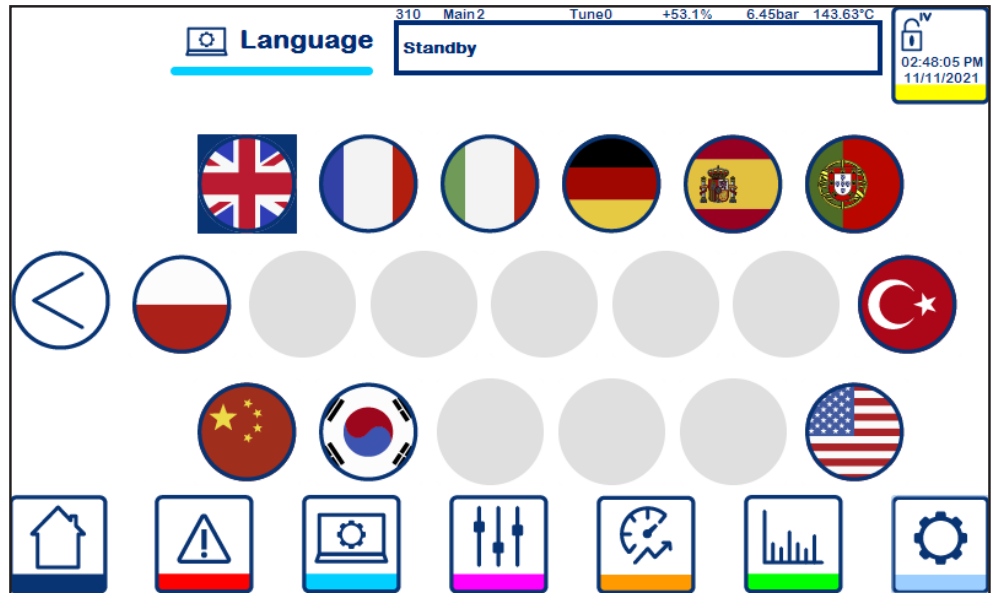 310 Main2 Tune0 +53.1% 6.45bar 143.63°C
Language
Standby
IV
02:48:05 PM
11/11/2021